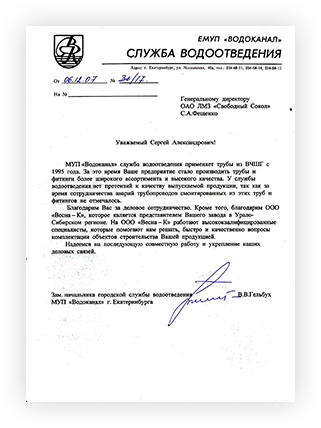 ЕМУП «ВОДОКАНАЛ»
СЛУЖБА ВОДООТВЕДЕНИЯ
Адрес: г. Екатеринбург, ул. Московская,
От 06.12.07 № 34/17.
На №
Генеральному директору
ОАО ЛМЗ «Свободный Сокол»
С.А.Фещенко
Уважаемый Сергей Александрович!
МУП «Водоканал» служба водоотведения применяет трубы из ВЧШГ с
1995 года. За это время Ваше предприятие стало производить трубы и
фитинги более широкого ассортимента и высокого качества. У службы
водоотведения нет претензий к качеству выпускаемой продукции, так как за
время сотрудничества аварий трубопроводов смонтированных из этих труб и
фитингов не отмечалось.
Благодарим Вас за деловое сотрудничество. Кроме того, благодарим ООО
«Весна–К», которое является представителем Вашего завода в Урало-
Сибирском регионе. На ООО «Весна–К» работают высококвалифицированные
специалисты, которые помогают нам решать, быстро и качественно вопросы
комплектации объектов строительства Вашей продукцией.
Надеемся на последующую совместную работу и укрепление наших
деловых связей.
Зам. начальника городской службы водоотведения В.В.Гельбух
МУП «Водоканал» г. Екатеринбурга